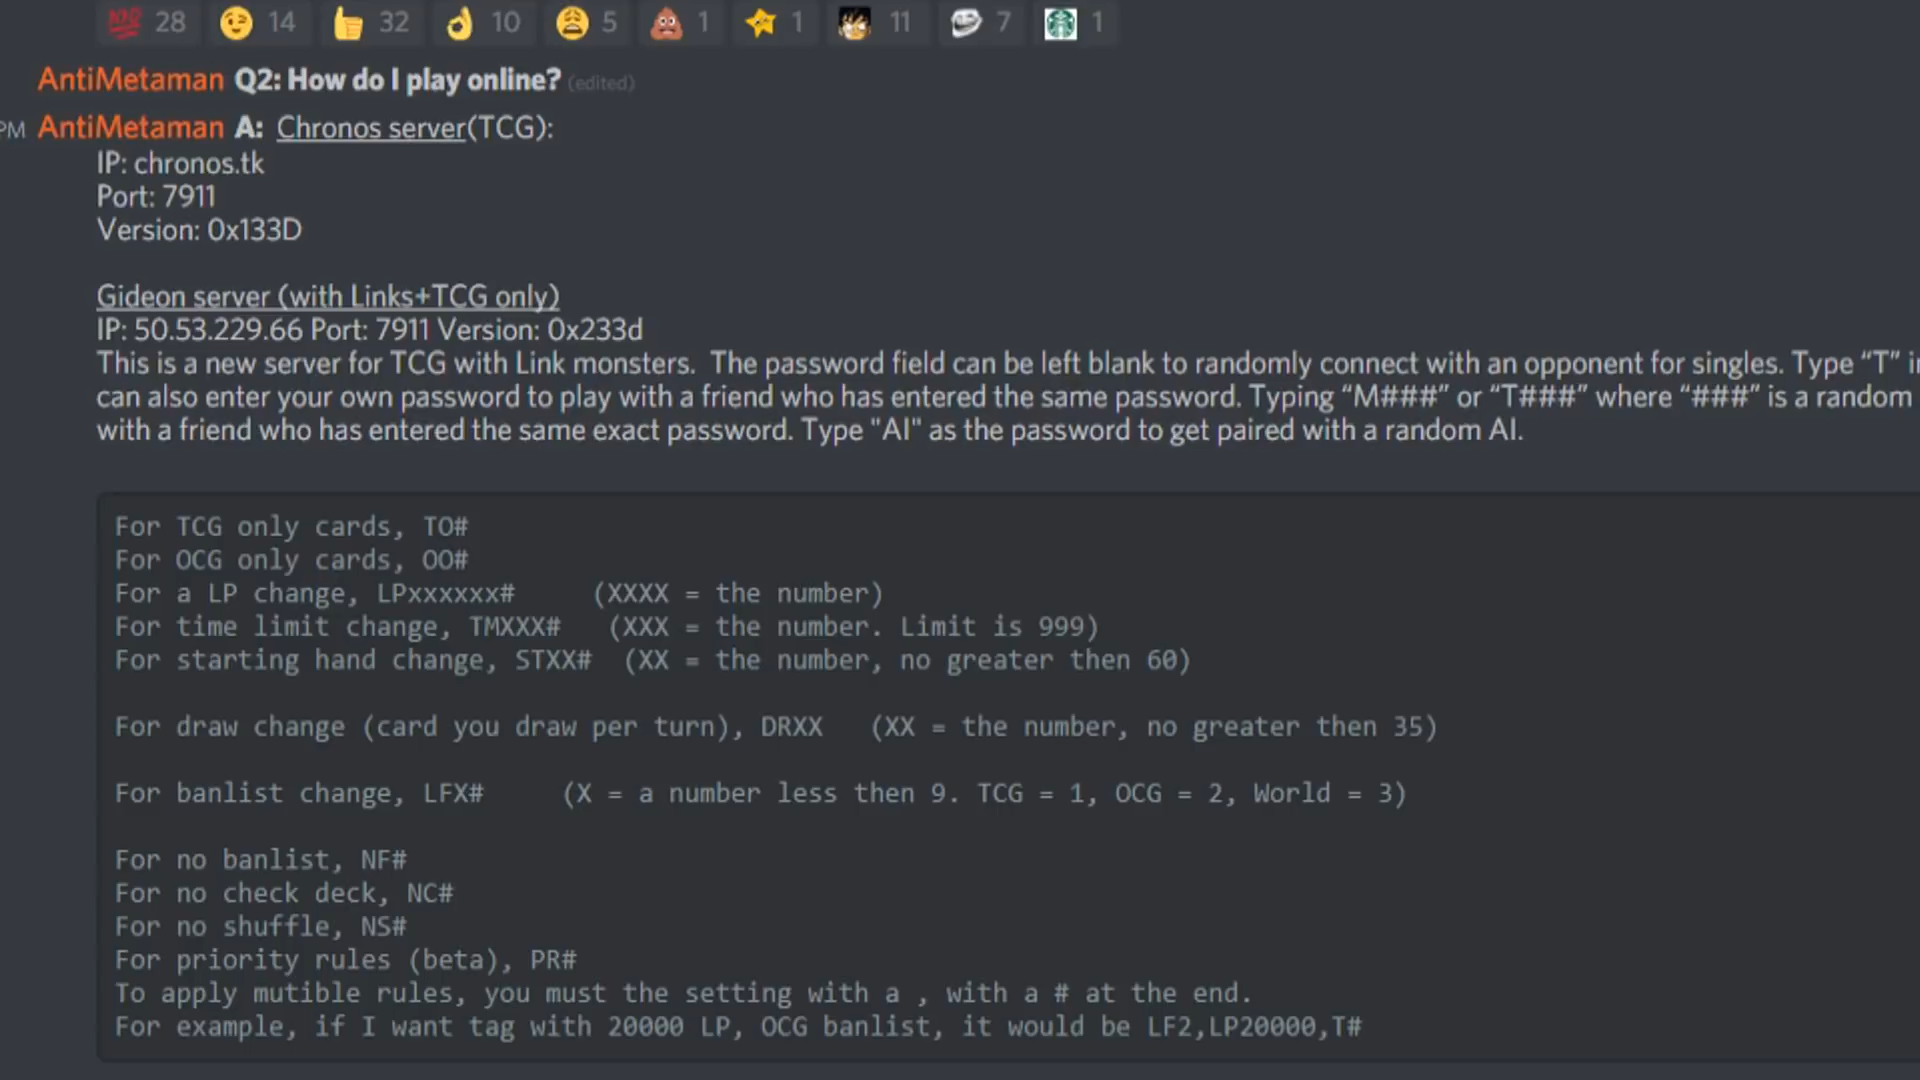 28 14 32 10 5 1 1 11 7 1
AntiMetaman Q2: How do I play online? (edited)
PM AntiMetaman A: Chronos server(TCG):
IP: chronos.tk
Port: 7911
Version: 0x133D
Gideon server (with Links+TCG only)
IP: 50.53.229.66 Port: 7911 Version: 0x233d
This is a new server for TCG with Link monsters. The password field can be left blank to randomly connect with an opponent for singles. Type “T”
can also enter your own password to play with a friend who has entered the same password. Typing “M###” or “T###” where “###” is a random
with a friend who has entered the same exact password. Type "AI" as the password to get paired with a random AI.
For TCG only cards, TO#
For OCG only cards, OO#
For a LP change, LPxxxxxx# (XXXX = the number)
For time limit change, TMXXX# (XXX = the number. Limit is 999)
For starting hand change, STXX# (XX = the number, no greater then 60)
For draw change (card you draw per turn), DRXX (XX = the number, no greater then 35)
For banlist change, LFX# (X = a number less then 9. TCG = 1, OCG = 2, World = 3)
For no banlist, NF#
For no check deck, NC#
For no shuffle, NS#
For priority rules (beta), PR#
To apply mutible rules, you must the setting with a , with a # at the end.
For example, if I want tag with 20000 LP, OCG banlist, it would be LF2,LP20000,T#